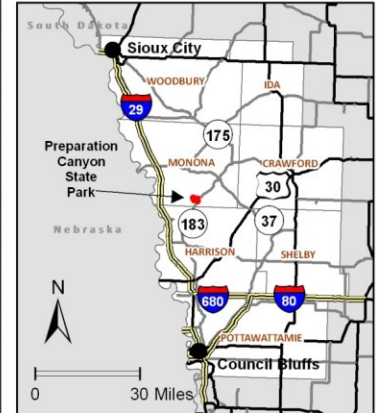 South Dakota
Sioux City
WOODBURY
IDA
29
175
Preparation
Canyon
State
Park
MONONA
CRAWFORD
30
183
37
Nebraska
HARRISON
SHELBY
N
680
80
POTTAWATTAMIE
Council Bluffs
0
30 Miles